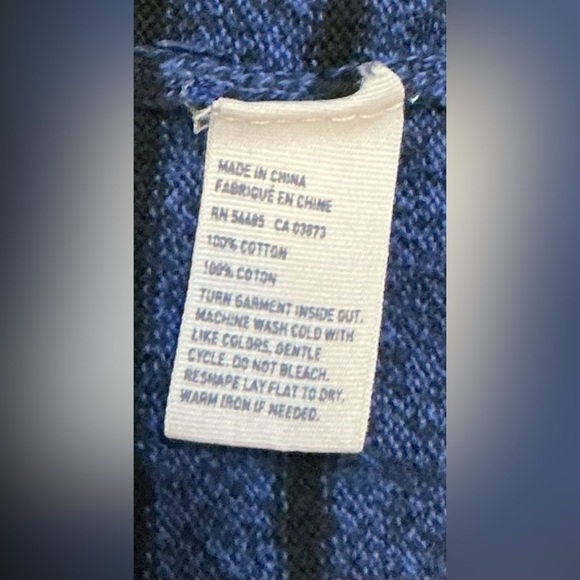 MADE IN CHINA
FABRIQUÉ EN CHINE
RN 54485 CA 03873
100% COTTON
100% COTON
TURN GARMENT INSIDE OUT.
MACHINE WASH COLD WITH
LIKE COLORS, GENTLE
CYCLE. DO NOT BLEACH.
RESHAPE LAY FLAT TO DRY.
WARM IRON IF NEEDED.